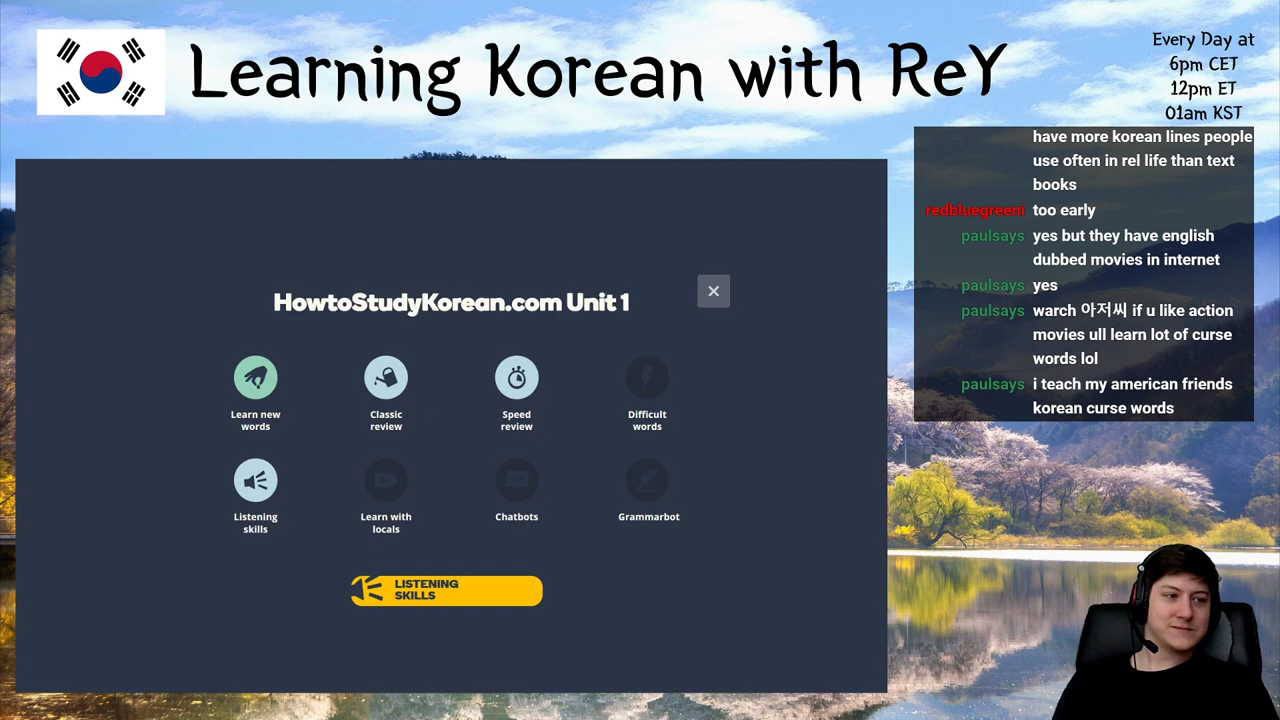 Learning Korean with ReY
Every Day at
6pm CET
12pm ET
01am KST
have more korean lines people
use often in rel life than text
books
redbluegreeni too early
paulsays yes but they have english
dubbed movies in internet
paulsays yes
paulsays warch 아저씨 if u like action
movies ull learn lot of curse
words lol
paulsays i teach my american friends
korean curse words
HowtoStudyKorean.com Unit 1
Learn new
words
Classic
review
Speed
review
Difficult
words
Listening
skills
Learn with
locals
Chatbots
Grammarbot
LISTENING
SKILLS